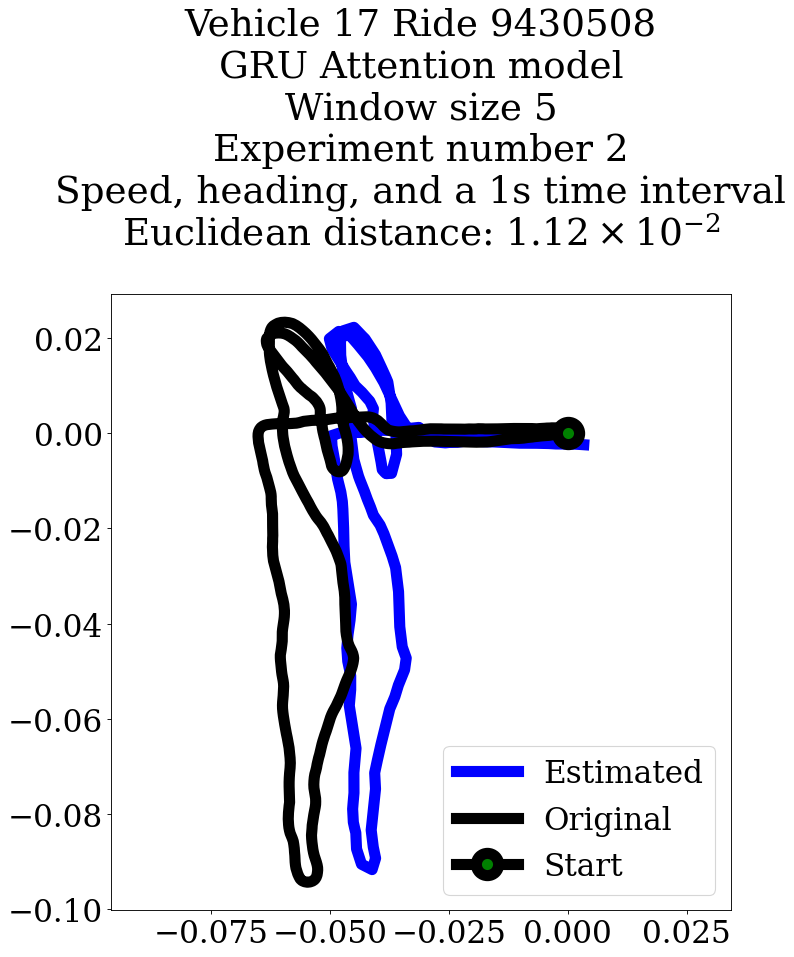 Vehicle 17 Ride 9430508
GRU Attention model
Window size 5
Experiment number 2
Speed, heading, and a 1s time interval
Euclidean distance: 1.12 × 10⁻²
0.02
0.00
−0.02
−0.04
−0.06
−0.08
−0.10
Estimated
Original
Start
−0.075 −0.050 −0.025 0.000 0.025